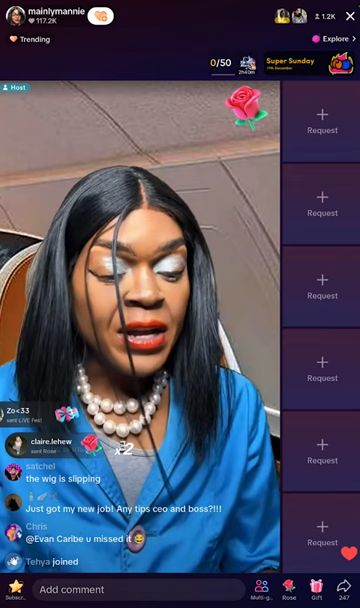 mainlymannie
117.2K
1.2K
Trending
Explore >
0/50
2h40m
Super Sunday
Host
+
Request
+
Request
+
Request
+
Request
+
Request
+
Request
Zo<33
sent LIVE Fest
claire.lehew
sent Rose
x2
satchel
the wig is slipping
Just got my new job! Any tips ceo and boss?!!!
Chris
@Evan Caribe u missed it
Tehya joined
Subscr...
Add comment
Multi-g...
Rose
Gift
247